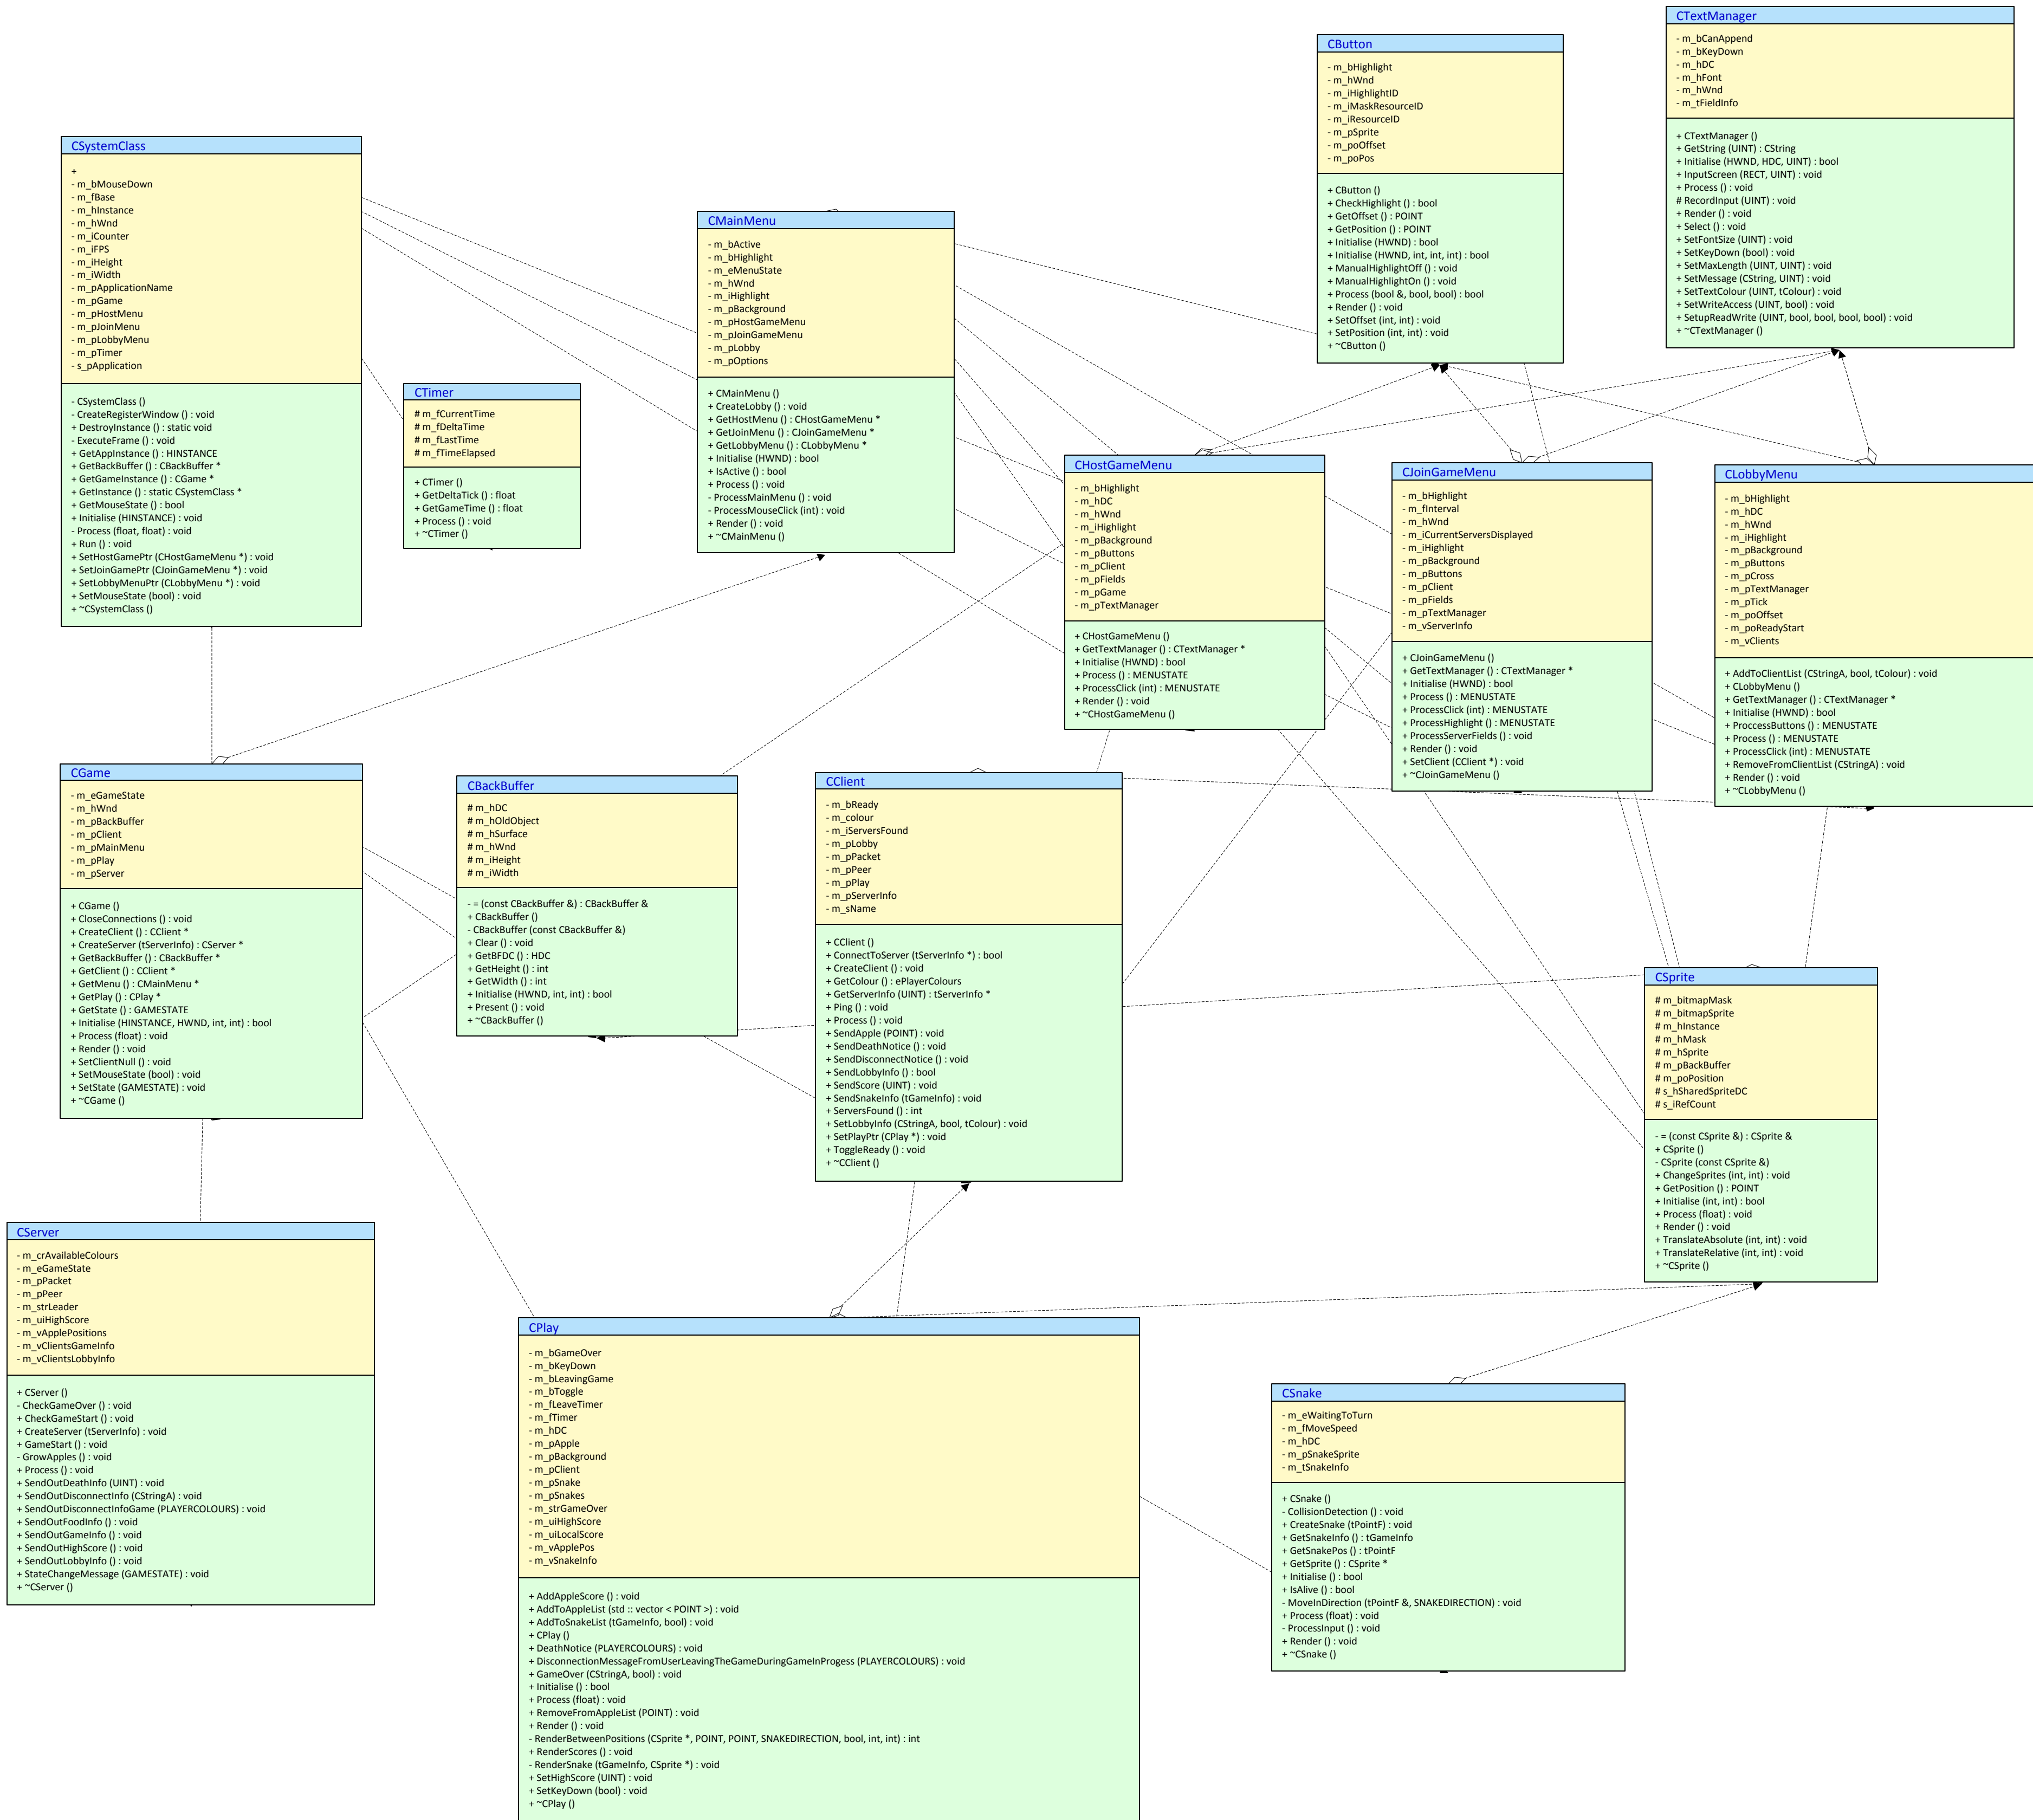 CTextManager
- m_bCanAppend
- m_bKeyDown
- m_hDC
- m_hFont
- m_hWnd
- m_tFieldInfo
+ CTextManager ()
+ GetString (UINT) : CString
+ Initialise (HWND, HDC, UINT) : bool
+ InputScreen (RECT, UINT) : void
+ Process () : void
# RecordInput (UINT) : void
+ Render () : void
+ Select () : void
+ SetFontSize (UINT) : void
+ SetKeyDown (bool) : void
+ SetMaxLength (UINT, UINT) : void
+ SetMessage (CString, UINT) : void
+ SetTextColour (UINT, tColour) : void
+ SetWriteAccess (UINT, bool) : void
+ SetupReadWrite (UINT, bool, bool, bool, bool) : void
+ ~CTextManager ()
CButton
- m_bHighlight
- m_hWnd
- m_iHighlightID
- m_iMaskResourceID
- m_iResourceID
- m_pSprite
- m_poOffset
- m_poPos
+ CButton ()
+ CheckHighlight () : bool
+ GetOffset () : POINT
+ GetPosition () : POINT
+ Initialise (HWND) : bool
+ Initialise (HWND, int, int, int) : bool
+ ManualHighlightOff () : void
+ ManualHighlightOn () : void
+ Process (bool &, bool, bool) : bool
+ Render () : void
+ SetOffset (int, int) : void
+ SetPosition (int, int) : void
+ ~CButton ()
CSystemClass
+
- m_bMouseDown
- m_fBase
- m_hInstance
- m_hWnd
- m_iCounter
- m_iFPS
- m_iHeight
- m_iWidth
- m_pApplicationName
- m_pGame
- m_pHostMenu
- m_pJoinMenu
- m_pLobbyMenu
- m_pTimer
- s_pApplication
- CSystemClass ()
- CreateRegisterWindow () : void
+ DestroyInstance () : static void
- ExecuteFrame () : void
+ GetAppInstance () : HINSTANCE
+ GetBackBuffer () : CBackBuffer *
+ GetGameInstance () : CGame *
+ GetInstance () : static CSystemClass *
+ GetMouseState () : bool
+ Initialise (HINSTANCE) : void
- Process (float, float) : void
+ Run () : void
+ SetHostGamePtr (CHostGameMenu *) : void
+ SetJoinGamePtr (CJoinGameMenu *) : void
+ SetLobbyMenuPtr (CLobbyMenu *) : void
+ SetMouseState (bool) : void
+ ~CSystemClass ()
CMainMenu
- m_bActive
- m_bHighlight
- m_eMenuState
- m_hWnd
- m_iHighlight
- m_pBackground
- m_pHostGameMenu
- m_pJoinGameMenu
- m_pLobby
- m_pOptions
+ CMainMenu ()
+ CreateLobby () : void
+ GetHostMenu () : CHostGameMenu *
+ GetJoinMenu () : CJoinGameMenu *
+ GetLobbyMenu () : CLobbyMenu *
+ Initialise (HWND) : bool
+ IsActive () : bool
+ Process () : void
- ProcessMainMenu () : void
- ProcessMouseClick (int) : void
+ Render () : void
+ ~CMainMenu ()
CTimer
# m_fCurrentTime
# m_fDeltaTime
# m_fLastTime
# m_fTimeElapsed
+ CTimer ()
+ GetDeltaTick () : float
+ GetGameTime () : float
+ Process () : void
+ ~CTimer ()
CHostGameMenu
- m_bHighlight
- m_hDC
- m_hWnd
- m_iHighlight
- m_pBackground
- m_pButtons
- m_pClient
- m_pFields
- m_pGame
- m_pTextManager
+ CHostGameMenu ()
+ GetTextManager () : CTextManager *
+ Initialise (HWND) : bool
+ Process () : MENUSTATE
+ ProcessClick (int) : MENUSTATE
+ Render () : void
+ ~CHostGameMenu ()
CJoinGameMenu
- m_bHighlight
- m_fInterval
- m_hWnd
- m_iCurrentServersDisplayed
- m_iHighlight
- m_pBackground
- m_pButtons
- m_pClient
- m_pFields
- m_pTextManager
- m_vServerInfo
+ CJoinGameMenu ()
+ GetTextManager () : CTextManager *
+ Initialise (HWND) : bool
+ Process () : MENUSTATE
+ ProcessClick (int) : MENUSTATE
+ ProcessHighlight () : MENUSTATE
+ ProcessServerFields () : void
+ Render () : void
+ SetClient (CClient *) : void
+ ~CJoinGameMenu ()
CLobbyMenu
- m_bHighlight
- m_hDC
- m_hWnd
- m_iHighlight
- m_pBackground
- m_pButtons
- m_pCross
- m_pTextManager
- m_pTick
- m_poOffset
- m_poReadyStart
- m_vClients
+ AddToClientList (CStringA, bool, tColour) : void
+ CLobbyMenu ()
+ GetTextManager () : CTextManager *
+ Initialise (HWND) : bool
+ ProccessButtons () : MENUSTATE
+ Process () : MENUSTATE
+ ProcessClick (int) : MENUSTATE
+ RemoveFromClientList (CStringA) : void
+ Render () : void
+ ~CLobbyMenu ()
CGame
- m_eGameState
- m_hWnd
- m_pBackBuffer
- m_pClient
- m_pMainMenu
- m_pPlay
- m_pServer
+ CGame ()
+ CloseConnections () : void
+ CreateClient () : CClient *
+ CreateServer (tServerInfo) : CServer *
+ GetBackBuffer () : CBackBuffer *
+ GetClient () : CClient *
+ GetMenu () : CMainMenu *
+ GetPlay () : CPlay *
+ GetState () : GAMESTATE
+ Initialise (HINSTANCE, HWND, int, int) : bool
+ Process (float) : void
+ Render () : void
+ SetClientNull () : void
+ SetMouseState (bool) : void
+ SetState (GAMESTATE) : void
+ ~CGame ()
CBackBuffer
# m_hDC
# m_hOldObject
# m_hSurface
# m_hWnd
# m_iHeight
# m_iWidth
- = (const CBackBuffer &) : CBackBuffer &
+ CBackBuffer ()
- CBackBuffer (const CBackBuffer &)
+ Clear () : void
+ GetBFDC () : HDC
+ GetHeight () : int
+ GetWidth () : int
+ Initialise (HWND, int, int) : bool
+ Present () : void
+ ~CBackBuffer ()
CClient
- m_bReady
- m_colour
- m_iServersFound
- m_pLobby
- m_pPacket
- m_pPeer
- m_pPlay
- m_pServerInfo
- m_sName
+ CClient ()
+ ConnectToServer (tServerInfo *) : bool
+ CreateClient () : void
+ GetColour () : ePlayerColours
+ GetServerInfo (UINT) : tServerInfo *
+ Ping () : void
+ Process () : void
+ SendApple (POINT) : void
+ SendDeathNotice () : void
+ SendDisconnectNotice () : void
+ SendLobbyInfo () : bool
+ SendScore (UINT) : void
+ SendSnakeInfo (tGameInfo) : void
+ ServersFound () : int
+ SetLobbyInfo (CStringA, bool, tColour) : void
+ SetPlayPtr (CPlay *) : void
+ ToggleReady () : void
+ ~CClient ()
CSprite
# m_bitmapMask
# m_bitmapSprite
# m_hInstance
# m_hMask
# m_hSprite
# m_pBackBuffer
# m_poPosition
# s_hSharedSpriteDC
# s_iRefCount
- = (const CSprite &) : CSprite &
+ CSprite ()
- CSprite (const CSprite &)
+ ChangeSprites (int, int) : void
+ GetPosition () : POINT
+ Initialise (int, int) : bool
+ Process (float) : void
+ Render () : void
+ TranslateAbsolute (int, int) : void
+ TranslateRelative (int, int) : void
+ ~CSprite ()
CServer
- m_crAvailableColours
- m_eGameState
- m_pPacket
- m_pPeer
- m_strLeader
- m_uiHighScore
- m_vApplePositions
- m_vClientsGameInfo
- m_vClientsLobbyInfo
+ CServer ()
- CheckGameOver () : void
+ CheckGameStart () : void
+ CreateServer (tServerInfo) : void
+ GameStart () : void
- GrowApples () : void
+ Process () : void
+ SendOutDeathInfo (UINT) : void
+ SendOutDisconnectInfo (CStringA) : void
+ SendOutDisconnectInfoGame (PLAYERCOLOURS) : void
+ SendOutFoodInfo () : void
+ SendOutGameInfo () : void
+ SendOutHighScore () : void
+ SendOutLobbyInfo () : void
+ StateChangeMessage (GAMESTATE) : void
+ ~CServer ()
CPlay
- m_bGameOver
- m_bKeyDown
- m_bLeavingGame
- m_bToggle
- m_fLeaveTimer
- m_fTimer
- m_hDC
- m_pApple
- m_pBackground
- m_pClient
- m_pSnake
- m_pSnakes
- m_strGameOver
- m_uiHighScore
- m_uiLocalScore
- m_vApplePos
- m_vSnakeInfo
+ AddAppleScore () : void
+ AddToAppleList (std :: vector < POINT >) : void
+ AddToSnakeList (tGameInfo, bool) : void
+ CPlay ()
+ DeathNotice (PLAYERCOLOURS) : void
+ DisconnectionMessageFromUserLeavingTheGameDuringGameInProgess (PLAYERCOLOURS) : void
+ GameOver (CStringA, bool) : void
+ Initialise () : bool
+ Process (float) : void
+ RemoveFromAppleList (POINT) : void
+ Render () : void
- RenderBetweenPositions (CSprite *, POINT, POINT, SNAKEDIRECTION, bool, int, int) : int
+ RenderScores () : void
- RenderSnake (tGameInfo, CSprite *) : void
+ SetHighScore (UINT) : void
+ SetKeyDown (bool) : void
+ ~CPlay ()
CSnake
- m_eWaitingToTurn
- m_fMoveSpeed
- m_hDC
- m_pSnakeSprite
- m_tSnakeInfo
+ CSnake ()
- CollisionDetection () : void
+ CreateSnake (tPointF) : void
+ GetSnakeInfo () : tGameInfo
+ GetSnakePos () : tPointF
+ GetSprite () : CSprite *
+ Initialise () : bool
+ IsAlive () : bool
- MoveInDirection (tPointF &, SNAKEDIRECTION) : void
+ Process (float) : void
- ProcessInput () : void
+ Render () : void
+ ~CSnake ()